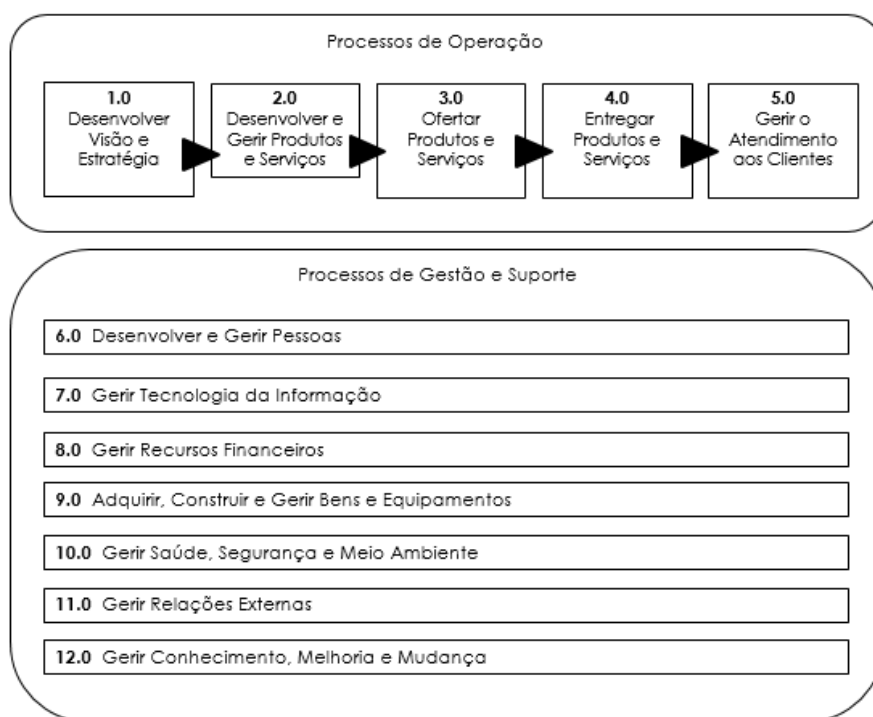 Processos de Operação
1.0
Desenvolver
Visão e
Estratégia
2.0
Desenvolver e
Gerir Produtos
e Serviços
3.0
Ofertar
Produtos e
Serviços
4.0
Entregar
Produtos e
Serviços
5.0
Gerir o
Atendimento
aos Clientes
Processos de Gestão e Suporte
6.0 Desenvolver e Gerir Pessoas
7.0 Gerir Tecnologia da Informação
8.0 Gerir Recursos Financeiros
9.0 Adquirir, Construir e Gerir Bens e Equipamentos
10.0 Gerir Saúde, Segurança e Meio Ambiente
11.0 Gerir Relações Externas
12.0 Gerir Conhecimento, Melhoria e Mudança